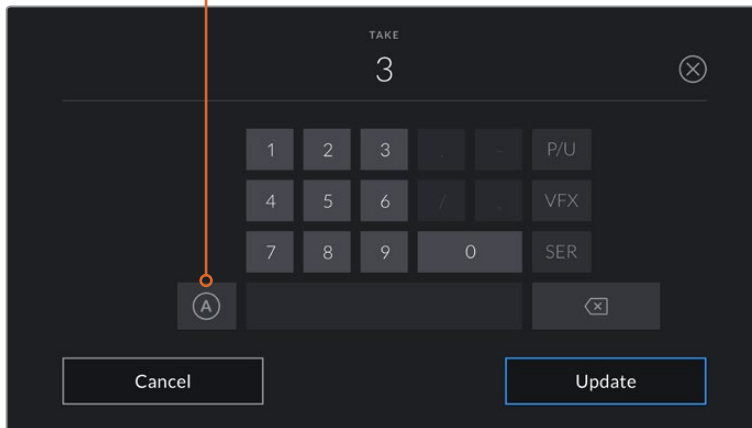 TAKE
3
1 2 3 , - P/U
4 5 6 / . VFX
7 8 9 0 SER
A
Cancel Update